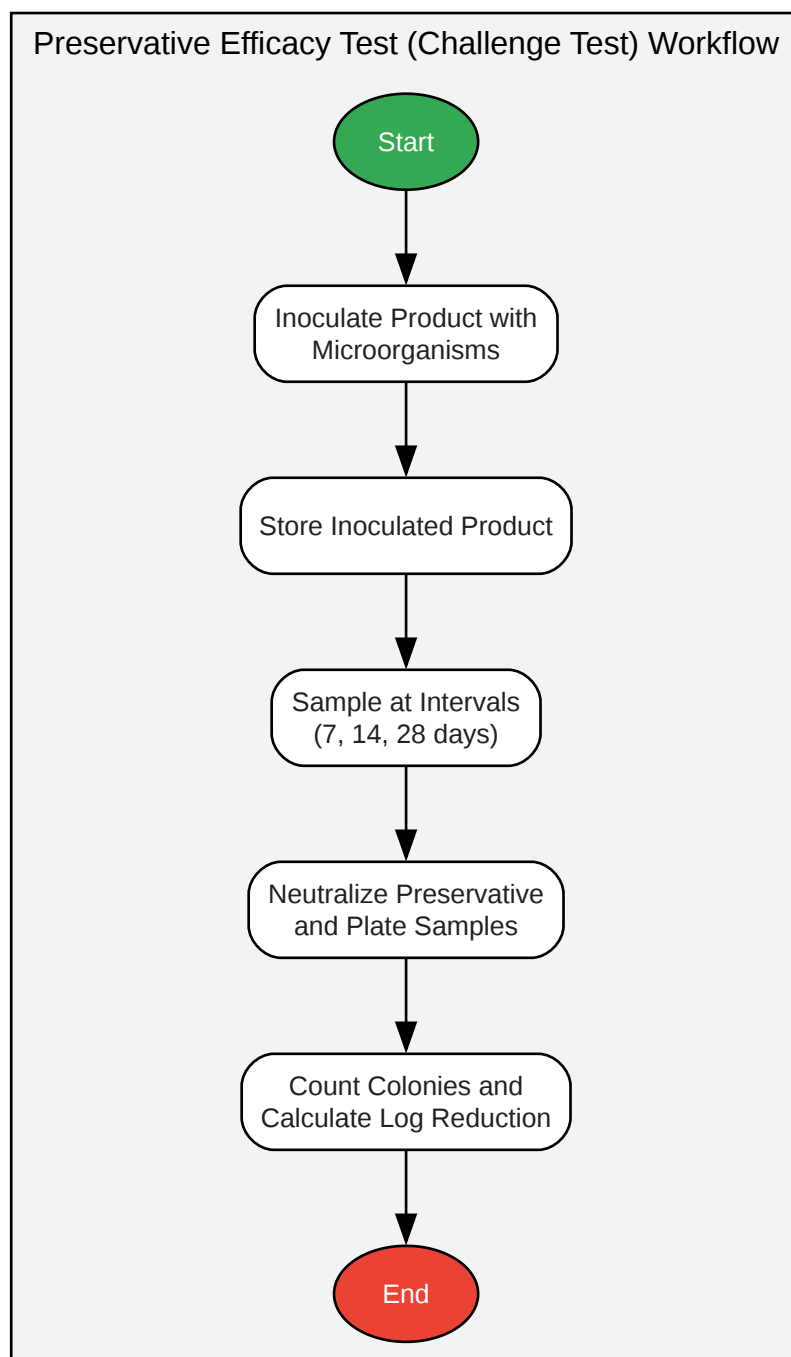 Preservative Efficacy Test (Challenge Test) Workflow
Start
Inoculate Product with
Microorganisms
Store Inoculated Product
Sample at Intervals
(7, 14, 28 days)
Neutralize Preservative
and Plate Samples
Count Colonies and
Calculate Log Reduction
End